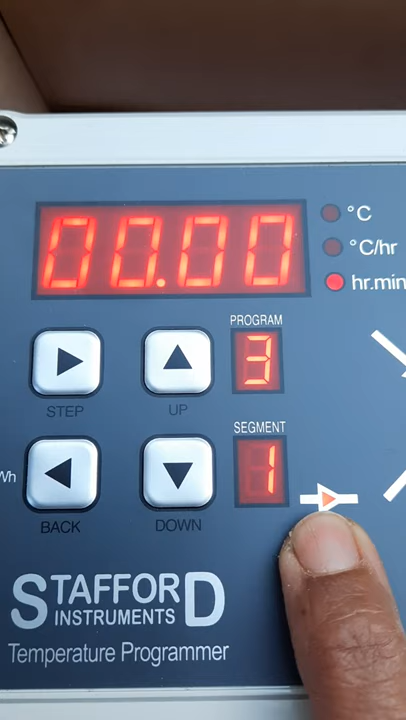 00.00
°C
°C/hr
hr.min
PROGRAM
3
STEP
UP
SEGMENT
1
Wh
BACK
DOWN
STAFFORD
INSTRUMENTS
Temperature Programmer